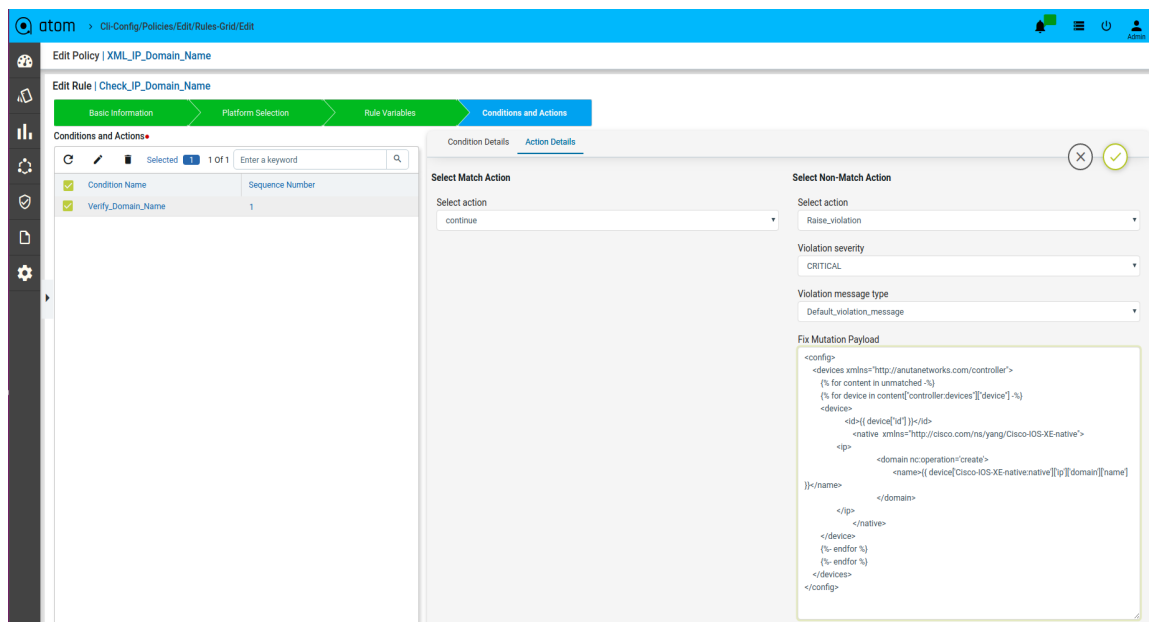 atom > Cli-Config/Policies/Edit/Rules-Grid/Edit
Admin
Edit Policy | XML_IP_Domain_Name
Edit Rule | Check_IP_Domain_Name
Basic Information Platform Selection Rule Variables Conditions and Actions
Conditions and Actions
Selected 1 1 Of 1 Enter a keyword
Condition Name Sequence Number
Verify_Domain_Name 1
Condition Details Action Details
Select Match Action
Select action
continue
Select Non-Match Action
Select action
Raise_violation
Violation severity
CRITICAL
Violation message type
Default_violation_message
Fix Mutation Payload
<config>
<devices xmlns="http://anutanetworks.com/controller">
{% for content in unmatched -%}
{% for device in content["controller:devices"]["device"] -%}
<device>
<id>{{ device["id"] }}</id>
<native xmlns="http://cisco.com/ns/yang/Cisco-IOS-XE-native">
<ip>
<domain nc:operation='create'>
<name>{{ device['Cisco-IOS-XE-native:native']['ip']['domain']['name']
}}</name>
</domain>
</ip>
</native>
</device>
{%- endfor %}
{%- endfor %}
</devices>
</config>